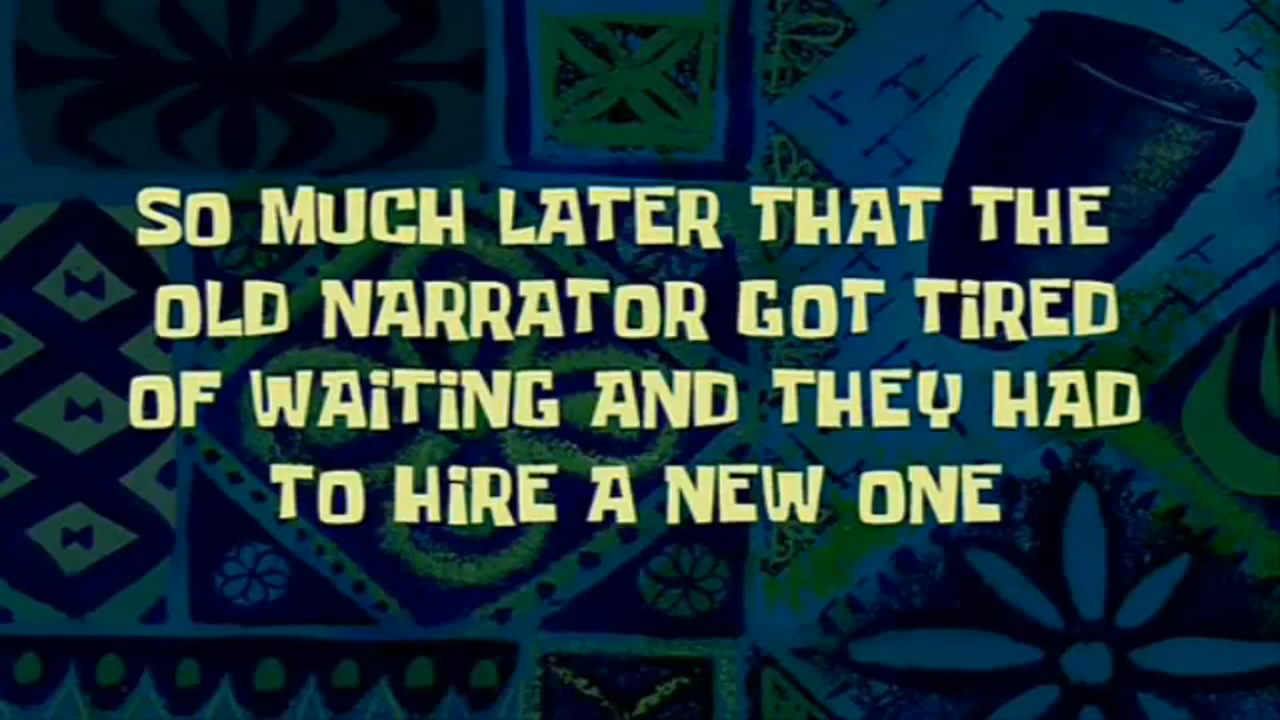 SO MUCH LATER THAT THE
OLD NARRATOR GOT TiRED
OF WAiTiNG AND THEY HAD
TO HiRE A NEW ONE